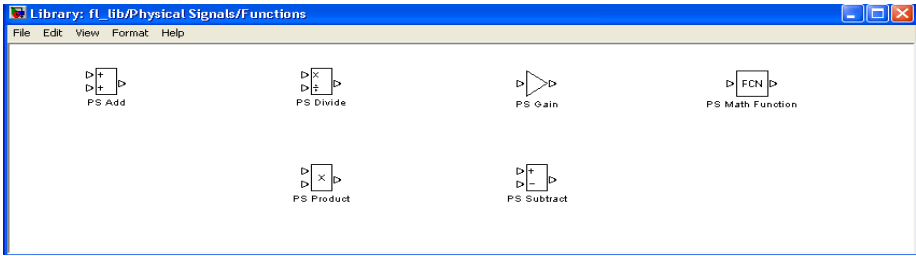 Library: fl_lib/Physical Signals/Functions
File Edit View Format Help
+ + × ÷ FCN
PS Add PS Divide PS Gain PS Math Function
× + −
PS Product PS Subtract